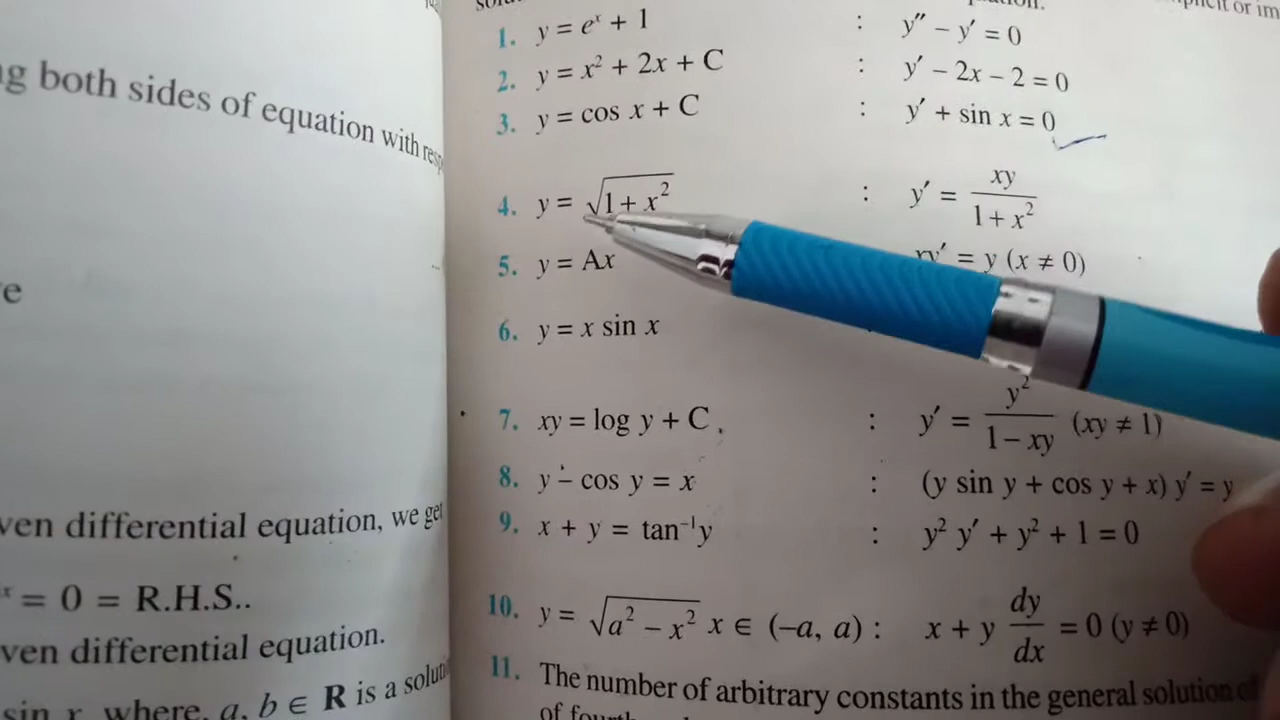 ng both sides of equation with
e
ven differential equation, we get
x = 0 = R.H.S..
ven differential equation.
sin x, where, a, b ∈ R is a
1. y = eˣ + 1 : y″ – y′ = 0
2. y = x² + 2x + C : y′ – 2x – 2 = 0
3. y = cos x + C : y′ + sin x = 0
4. y = √(1 + x²) : y′ = xy/(1 + x²)
5. y = Ax xy′ = y (x ≠ 0)
6. y = x sin x
7. xy = log y + C : y′ = y²/(1 – xy) (xy ≠ 1)
8. y – cos y = x : (y sin y + cos y + x) y′ = y
9. x + y = tan⁻¹y : y² y′ + y² + 1 = 0
10. y = √(a² – x²) x ∈ (–a, a) : x + y dy/dx = 0 (y ≠ 0)
11. The number of arbitrary constants in the general solution of
of